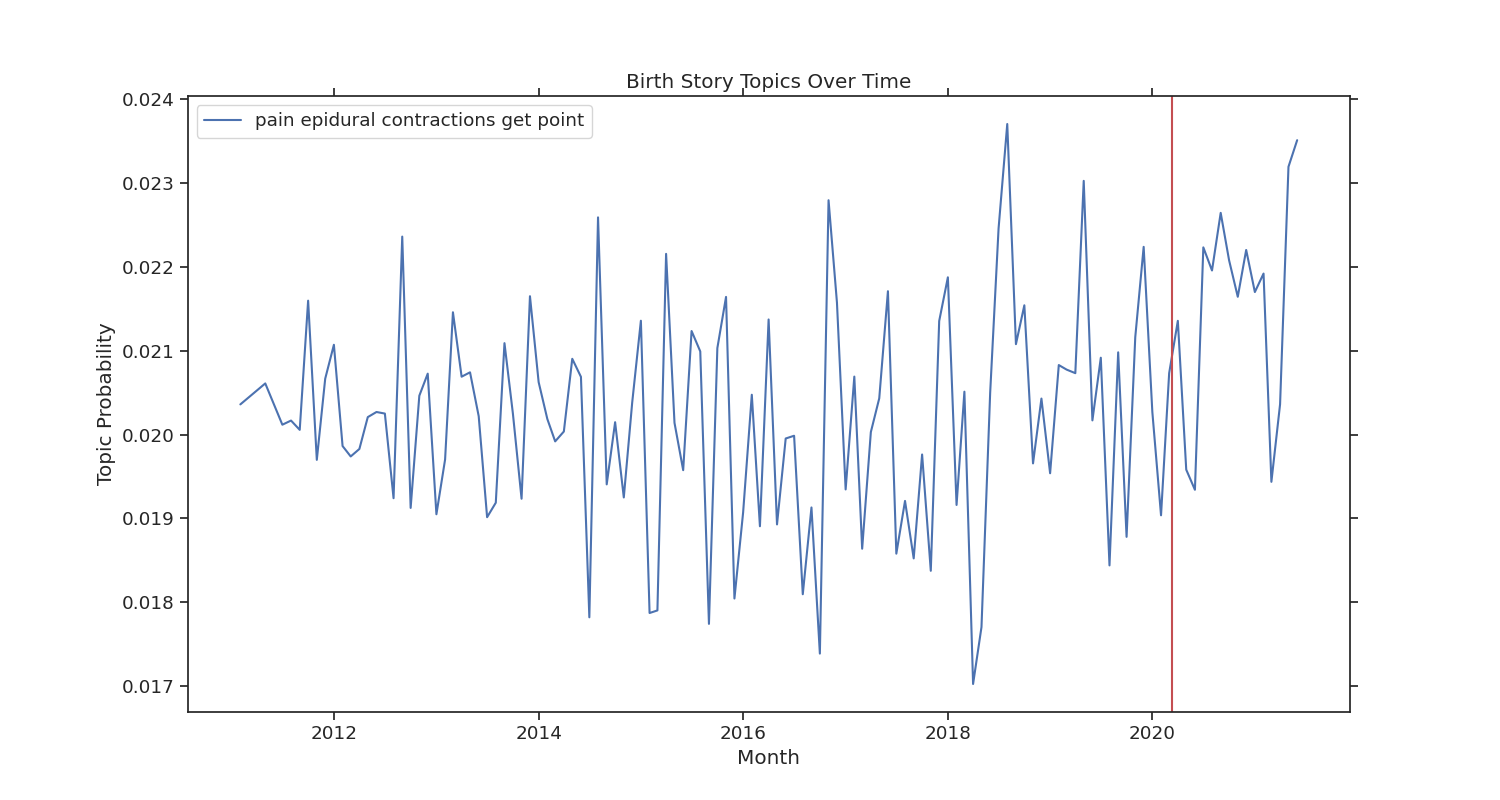 Birth Story Topics Over Time
pain epidural contractions get point
Topic Probability
0.024
0.023
0.022
0.021
0.020
0.019
0.018
0.017
2012 2014 2016 2018 2020
Month